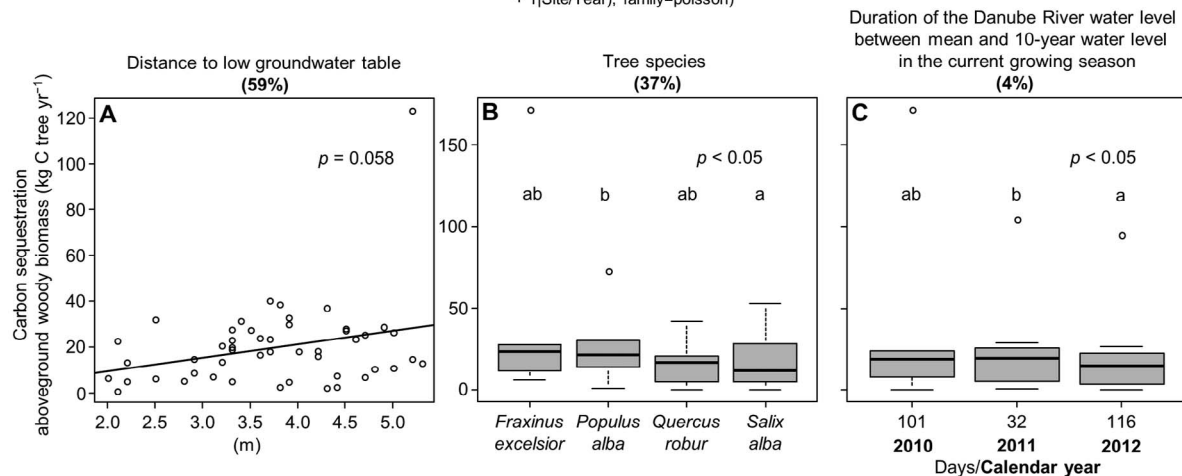 + 1|Site/Year), family=poisson)
Distance to low groundwater table
(59%)
Tree species
(37%)
Duration of the Danube River water level
between mean and 10-year water level
in the current growing season
(4%)
Carbon sequestration
aboveground woody biomass (kg C tree yr⁻¹)
A
p = 0.058
120
100
80
60
40
20
0
2.0 2.5 3.0 3.5 4.0 4.5 5.0
(m)
B
p < 0.05
150
100
50
0
ab b ab a
Fraxinus Populus Quercus Salix
excelsior alba robur alba
C
p < 0.05
ab b a
101 32 116
2010 2011 2012
Days/Calendar year